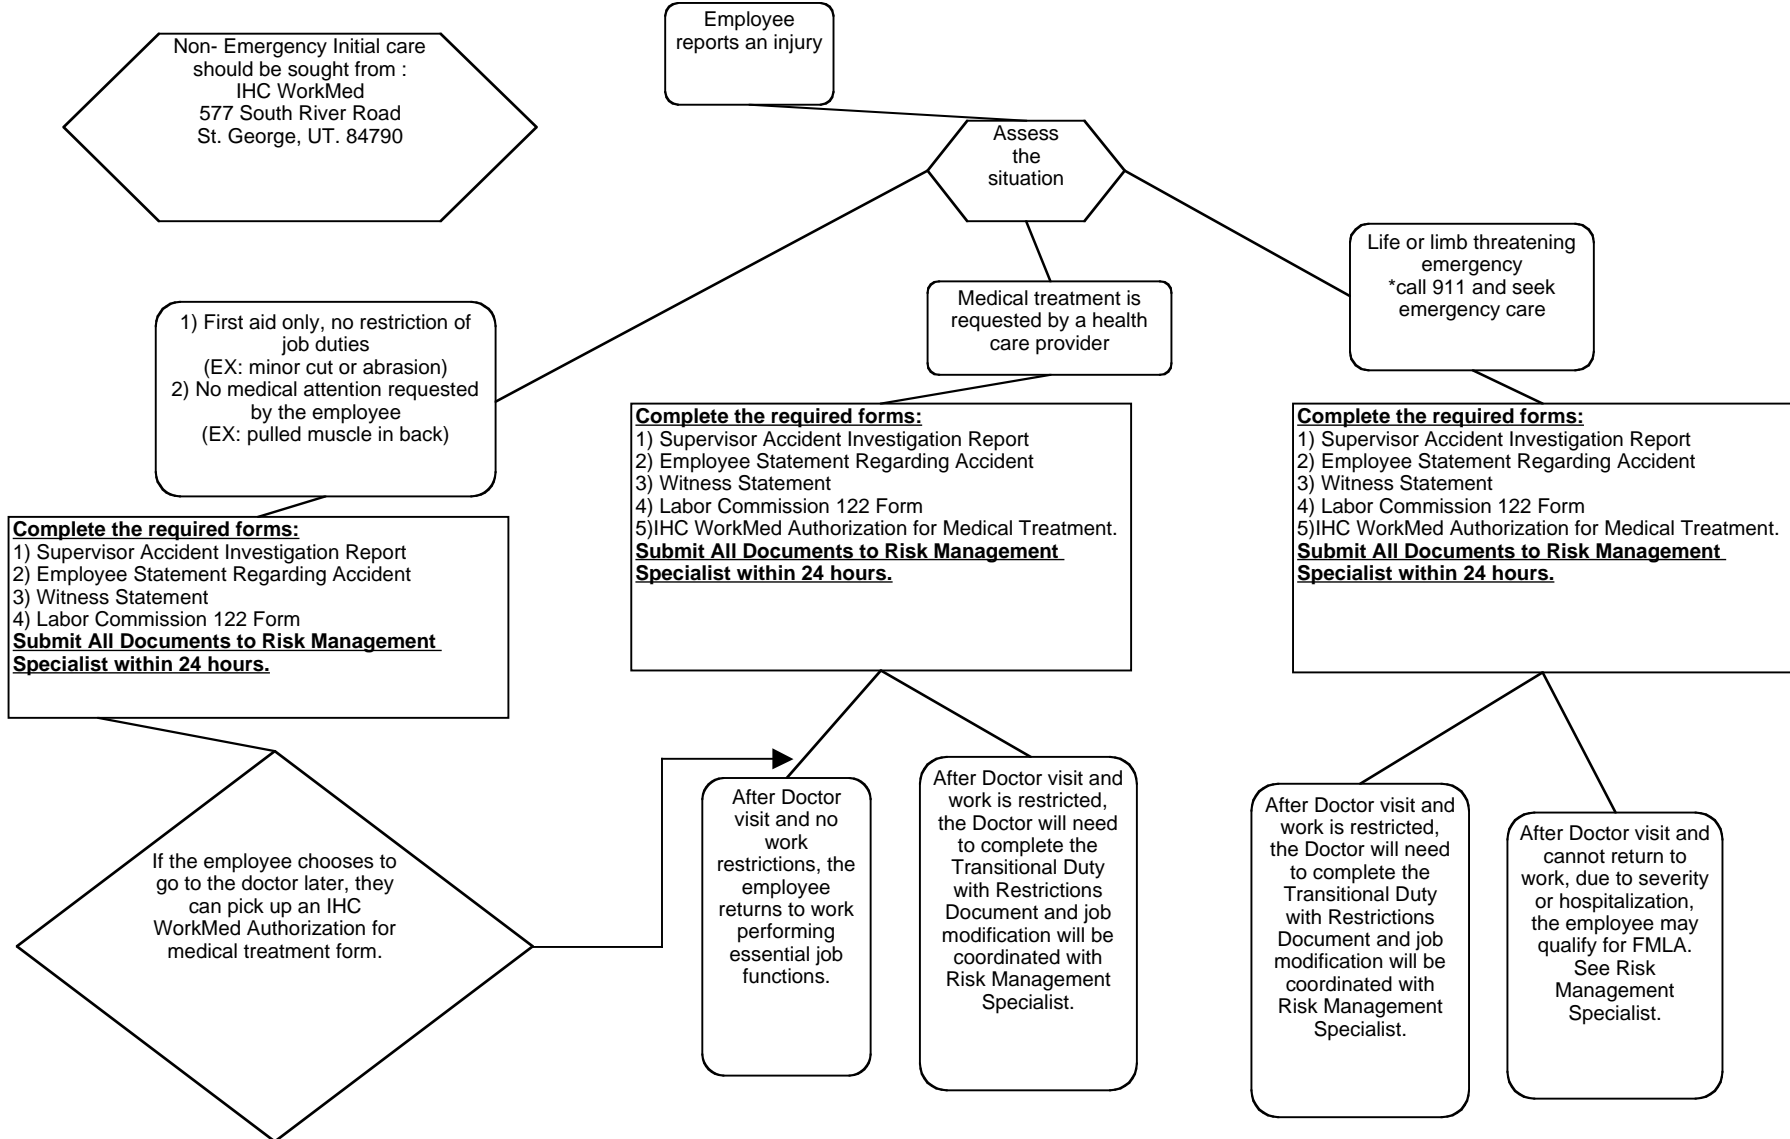 Non- Emergency Initial care
should be sought from :
IHC WorkMed
577 South River Road
St. George, UT. 84790
Employee
reports an injury
Assess
the
situation
1) First aid only, no restriction of
job duties
(EX: minor cut or abrasion)
2) No medical attention requested
by the employee
(EX: pulled muscle in back)
Medical treatment is
requested by a health
care provider
Life or limb threatening
emergency
*call 911 and seek
emergency care
Complete the required forms:
1) Supervisor Accident Investigation Report
2) Employee Statement Regarding Accident
3) Witness Statement
4) Labor Commission 122 Form
Submit All Documents to Risk Management
Specialist within 24 hours.
Complete the required forms:
1) Supervisor Accident Investigation Report
2) Employee Statement Regarding Accident
3) Witness Statement
4) Labor Commission 122 Form
5)IHC WorkMed Authorization for Medical Treatment.
Submit All Documents to Risk Management
Specialist within 24 hours.
Complete the required forms:
1) Supervisor Accident Investigation Report
2) Employee Statement Regarding Accident
3) Witness Statement
4) Labor Commission 122 Form
5)IHC WorkMed Authorization for Medical Treatment.
Submit All Documents to Risk Management
Specialist within 24 hours.
If the employee chooses to
go to the doctor later, they
can pick up an IHC
WorkMed Authorization for
medical treatment form.
After Doctor
visit and no
work
restrictions, the
employee
returns to work
performing
essential job
functions.
After Doctor visit and
work is restricted,
the Doctor will need
to complete the
Transitional Duty
with Restrictions
Document and job
modification will be
coordinated with
Risk Management
Specialist.
After Doctor visit and
work is restricted,
the Doctor will need
to complete the
Transitional Duty
with Restrictions
Document and job
modification will be
coordinated with
Risk Management
Specialist.
After Doctor visit and
cannot return to
work, due to severity
or hospitalization,
the employee may
qualify for FMLA.
See Risk
Management
Specialist.